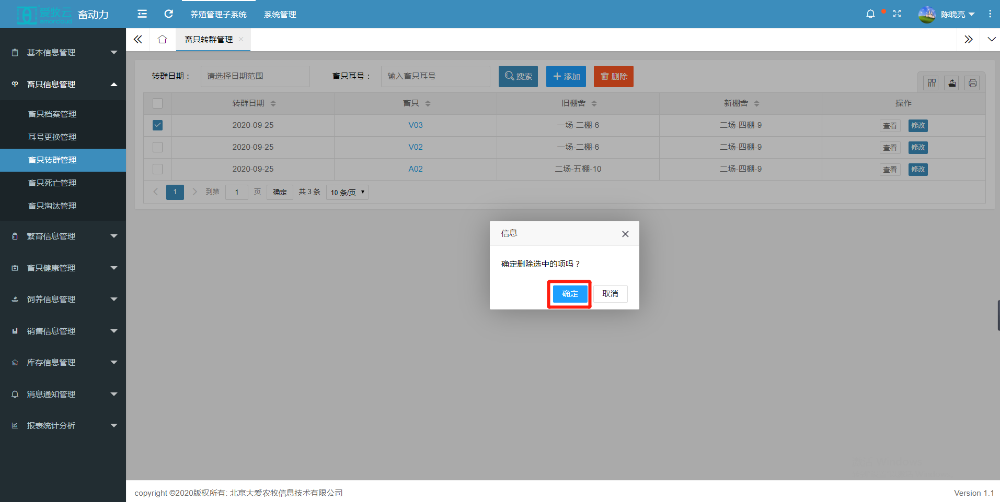 爱牧云
amorcloud
畜动力
养殖管理子系统
系统管理
陈晓亮
基本信息管理
畜只信息管理
畜只档案管理
耳号更换管理
畜只转群管理
畜只死亡管理
畜只淘汰管理
繁育信息管理
畜只健康管理
饲养信息管理
销售信息管理
库存信息管理
消息通知管理
报表统计分析
畜只转群管理
转群日期： 请选择日期范围 畜只耳号： 输入畜只耳号 搜索 添加 删除
转群日期 畜只 旧棚舍 新棚舍 操作
2020-09-25 V03 一场-二棚-6 二场-四棚-9 查看 修改
2020-09-25 V02 一场-二棚-6 二场-四棚-9 查看 修改
2020-09-25 A02 二场-五棚-10 二场-四棚-9 查看 修改
1 到第 1 页 确定 共 3 条 10 条/页
信息
确定删除选中的项吗？
确定 取消
copyright ©2020版权所有: 北京大爱农牧信息技术有限公司
Version 1.1